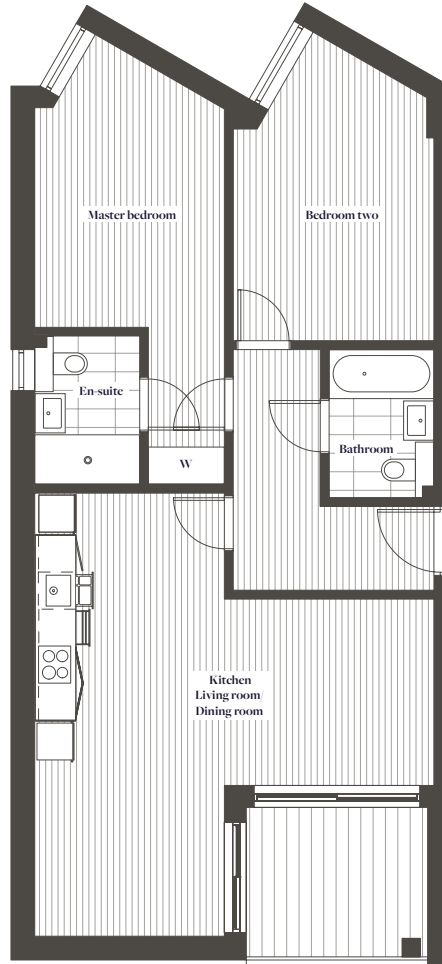 Master bedroom
Bedroom two
En-suite
Bathroom
W
Kitchen
Living room/
Dining room